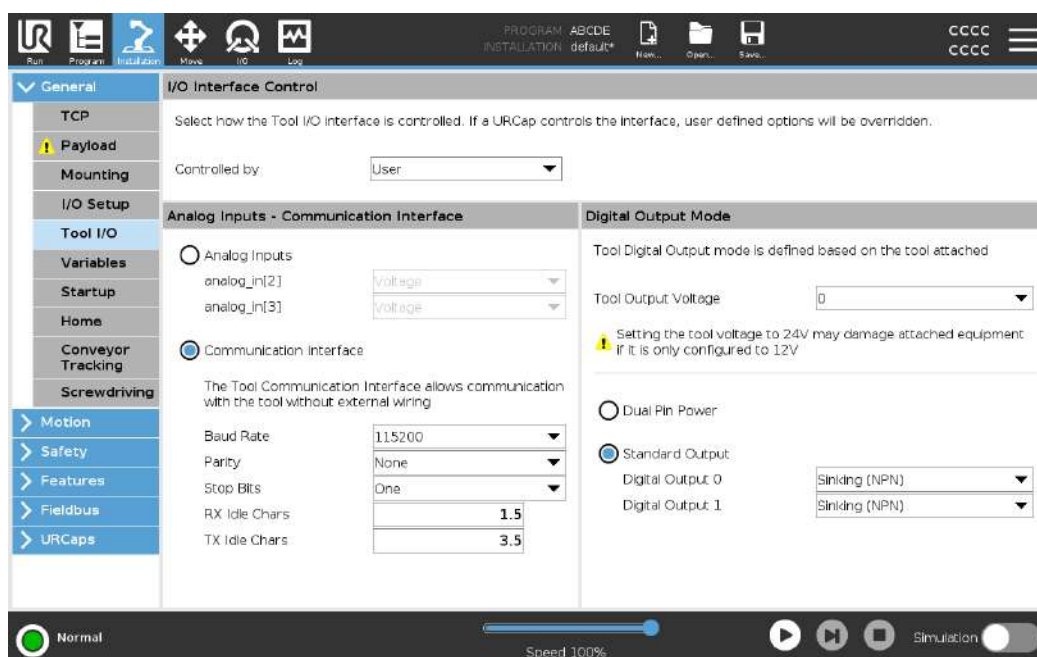 PROGRAM ABCDE
INSTALLATION default*
CCCC
CCCC
Run
Program
Installation
Move
I/O
Log
New...
Open...
Save...
General
TCP
Payload
Mounting
I/O Setup
Tool I/O
Variables
Startup
Home
Conveyor
Tracking
Screwdriving
Motion
Safety
Features
Fieldbus
URCaps
I/O Interface Control
Select how the Tool I/O interface is controlled. If a URCap controls the interface, user defined options will be overridden.
Controlled by User
Analog Inputs - Communication Interface
Analog Inputs
analog_in[2] Voltage
analog_in[3] Voltage
Communication Interface
The Tool Communication Interface allows communication
with the tool without external wiring
Baud Rate 115200
Parity None
Stop Bits One
RX Idle Chars 1.5
TX Idle Chars 3.5
Digital Output Mode
Tool Digital Output mode is defined based on the tool attached
Tool Output Voltage 0
Setting the tool voltage to 24V may damage attached equipment
if it is only configured to 12V
Dual Pin Power
Standard Output
Digital Output 0 Sinking (NPN)
Digital Output 1 Sinking (NPN)
Normal
Speed 100%
Simulation